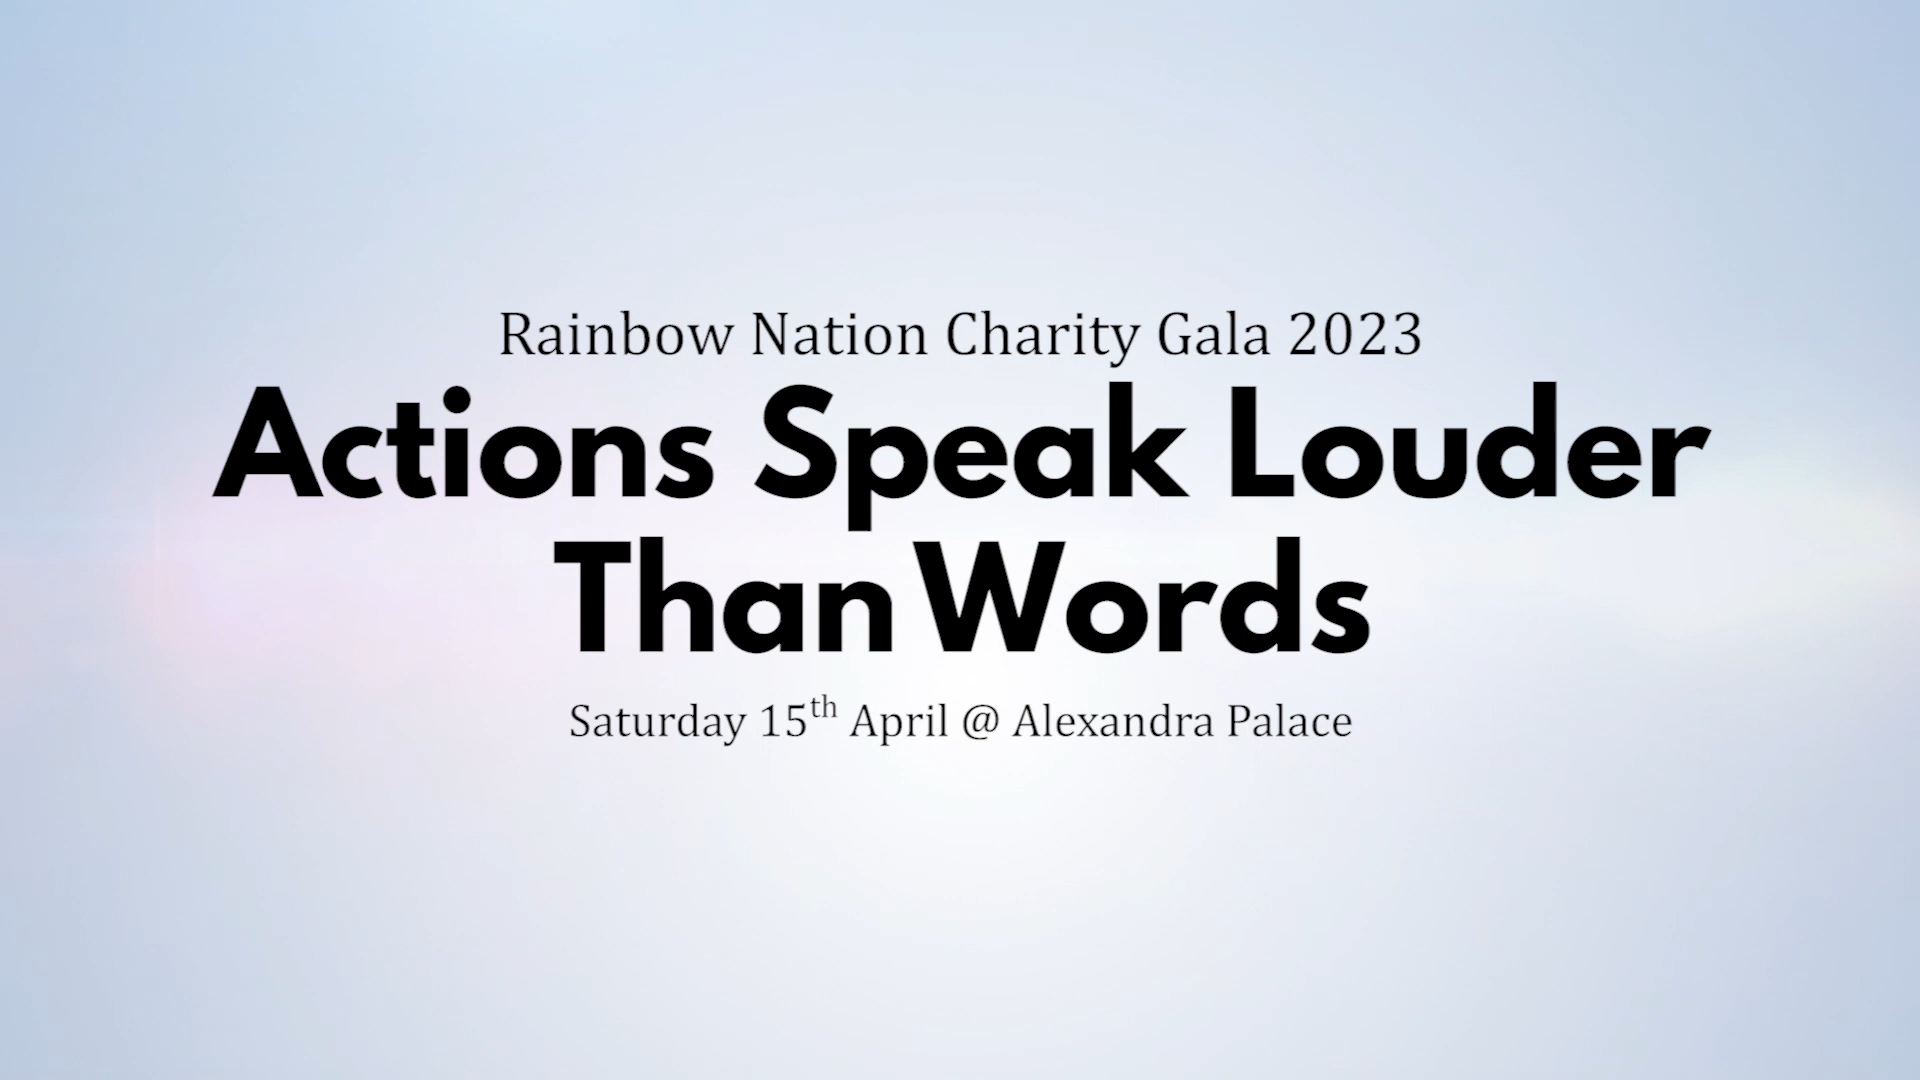 Rainbow Nation Charity Gala 2023
Actions Speak Louder
Than Words
Saturday 15th April @ Alexandra Palace